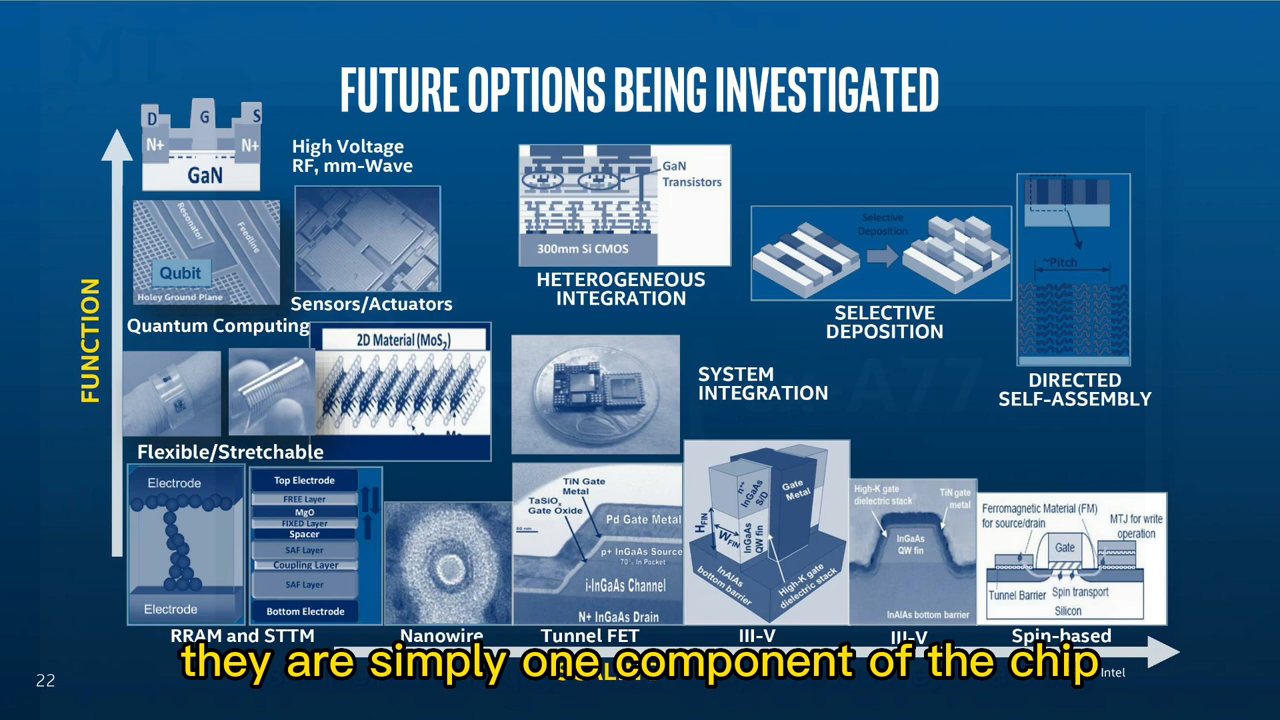 FUTURE OPTIONS BEING INVESTIGATED
D
G
S
N+
N+
GaN
High Voltage
RF, mm-Wave
Resonator
Feedline
Qubit
Holey Ground Plane
Quantum Computing
Sensors/Actuators
GaN
Transistors
300mm Si CMOS
HETEROGENEOUS
INTEGRATION
Selective
Deposition
SELECTIVE
DEPOSITION
~Pitch
DIRECTED
SELF-ASSEMBLY
FUNCTION
2D Material (MoS₂)
Flexible/Stretchable
SYSTEM
INTEGRATION
Electrode
Electrode
Top Electrode
FREE Layer
MgO
FIXED Layer
Spacer
SAF Layer
Coupling Layer
SAF Layer
Bottom Electrode
TiN Gate
Metal
TaSiOₓ
Gate Oxide
Pd Gate Metal
p+ InGaAs Source
i-InGaAs Channel
N+ InGaAs Drain
n++
InGaAs
S/D
Gate
Metal
HFIN
WFIN
InGaAs
QW fin
InAlAs
bottom barrier
High-K gate
dielectric stack
High-K gate
dielectric stack
TiN gate
metal
InGaAs
QW fin
InAlAs bottom barrier
Ferromagnetic Material (FM)
for source/drain
MTJ for write
operation
Gate
Tunnel Barrier
Spin transport
Silicon
RRAM and STTM
Nanowire
Tunnel FET
III-V
III-V
Spin-based
they are simply one component of the chip
22
Intel